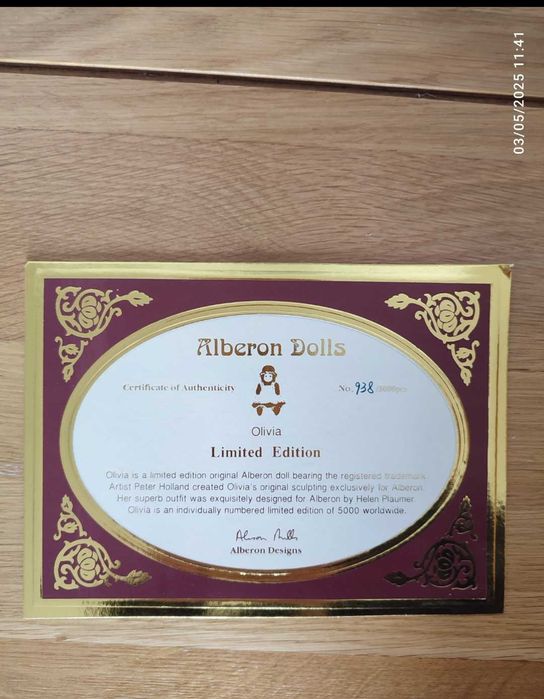 03/05/2025 11:41
Alberon Dolls
Certificate of Authenticity
No. 938 /5000pcs
Olivia
Limited Edition
Olivia is a limited edition original Alberon doll bearing the registered trademark.
Artist Peter Holland created Olivia's original sculpting exclusively for Alberon.
Her superb outfit was exquisitely designed for Alberon by Helen Plaumer.
Olivia is an individually numbered limited edition of 5000 worldwide.
Alberon Designs